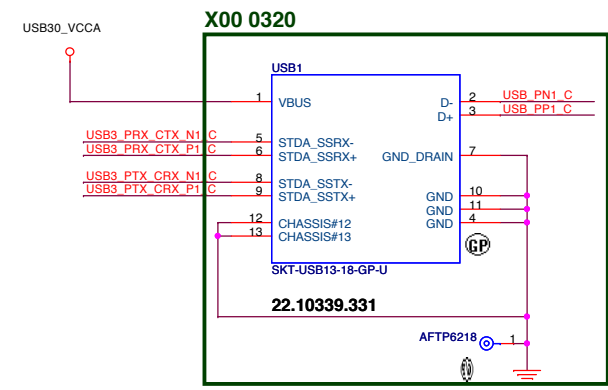 X00 0320
USB30_VCCA
USB1
1 VBUS
D- 2 USB_PN1_C
D+ 3 USB_PP1_C
USB3_PRX_CTX_N1_C 5 STDA_SSRX-
USB3_PRX_CTX_P1_C 6 STDA_SSRX+
GND_DRAIN 7
USB3_PTX_CRX_N1_C 8 STDA_SSTX-
USB3_PTX_CRX_P1_C 9 STDA_SSTX+
GND 10
GND 11
GND 4
12 CHASSIS#12
13 CHASSIS#13
GP
SKT-USB13-18-GP-U
22.10339.331
AFTP6218 1